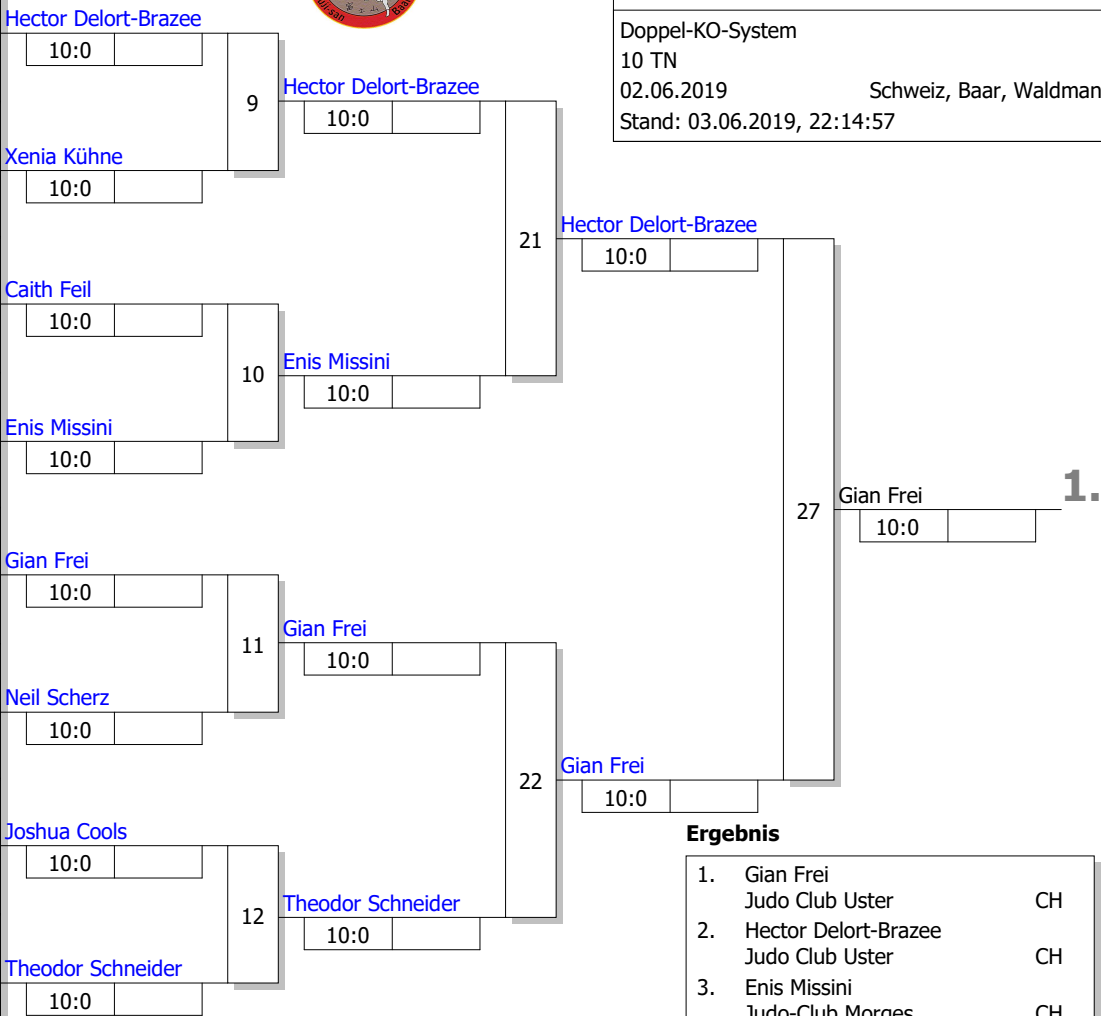 Hector Delort-Brazee
10:0
Doppel-KO-System
10 TN
02.06.2019 Schweiz, Baar, Waldman
Stand: 03.06.2019, 22:14:57
9
Hector Delort-Brazee
10:0
Xenia Kühne
10:0
21
Hector Delort-Brazee
10:0
Caith Feil
10:0
10
Enis Missini
10:0
Enis Missini
10:0
27
Gian Frei
1.
10:0
Gian Frei
10:0
11
Gian Frei
10:0
Neil Scherz
10:0
22
Gian Frei
10:0
Joshua Cools
10:0
12
Theodor Schneider
10:0
Theodor Schneider
10:0
Ergebnis
1. Gian Frei
Judo Club Uster CH
2. Hector Delort-Brazee
Judo Club Uster CH
3. Enis Missini
Judo-Club Morges CH